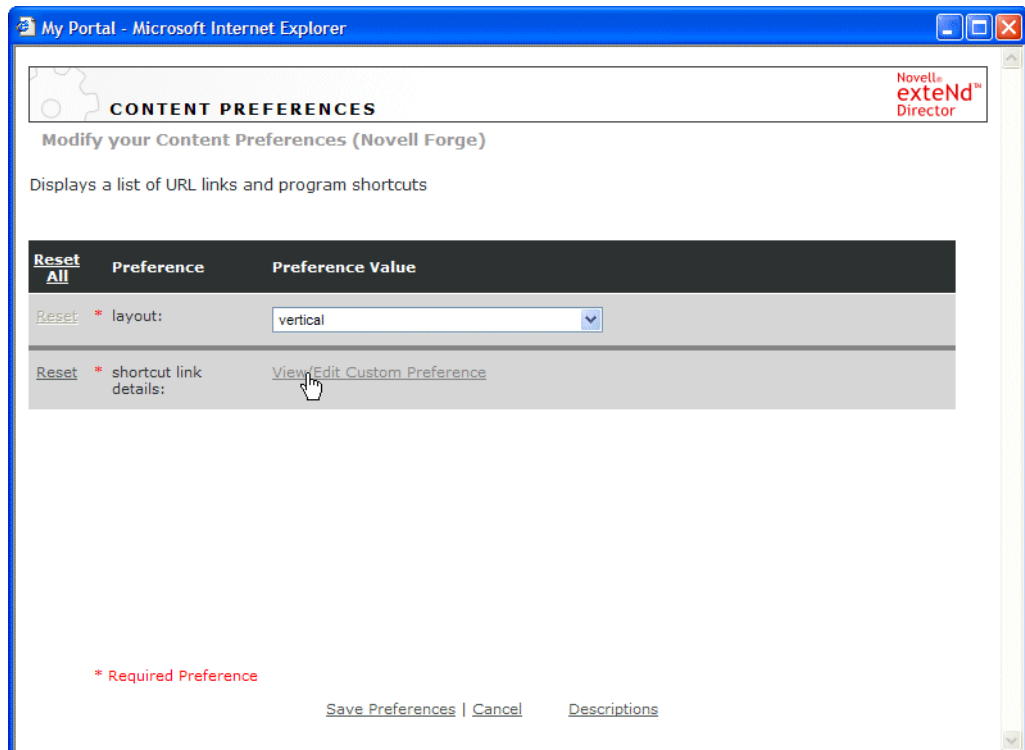 My Portal - Microsoft Internet Explorer
Novell®
exteNd™
Director
CONTENT PREFERENCES
Modify your Content Preferences (Novell Forge)
Displays a list of URL links and program shortcuts
Reset All Preference Preference Value
Reset * layout: vertical
Reset * shortcut link details: View/Edit Custom Preference
* Required Preference
Save Preferences | Cancel Descriptions